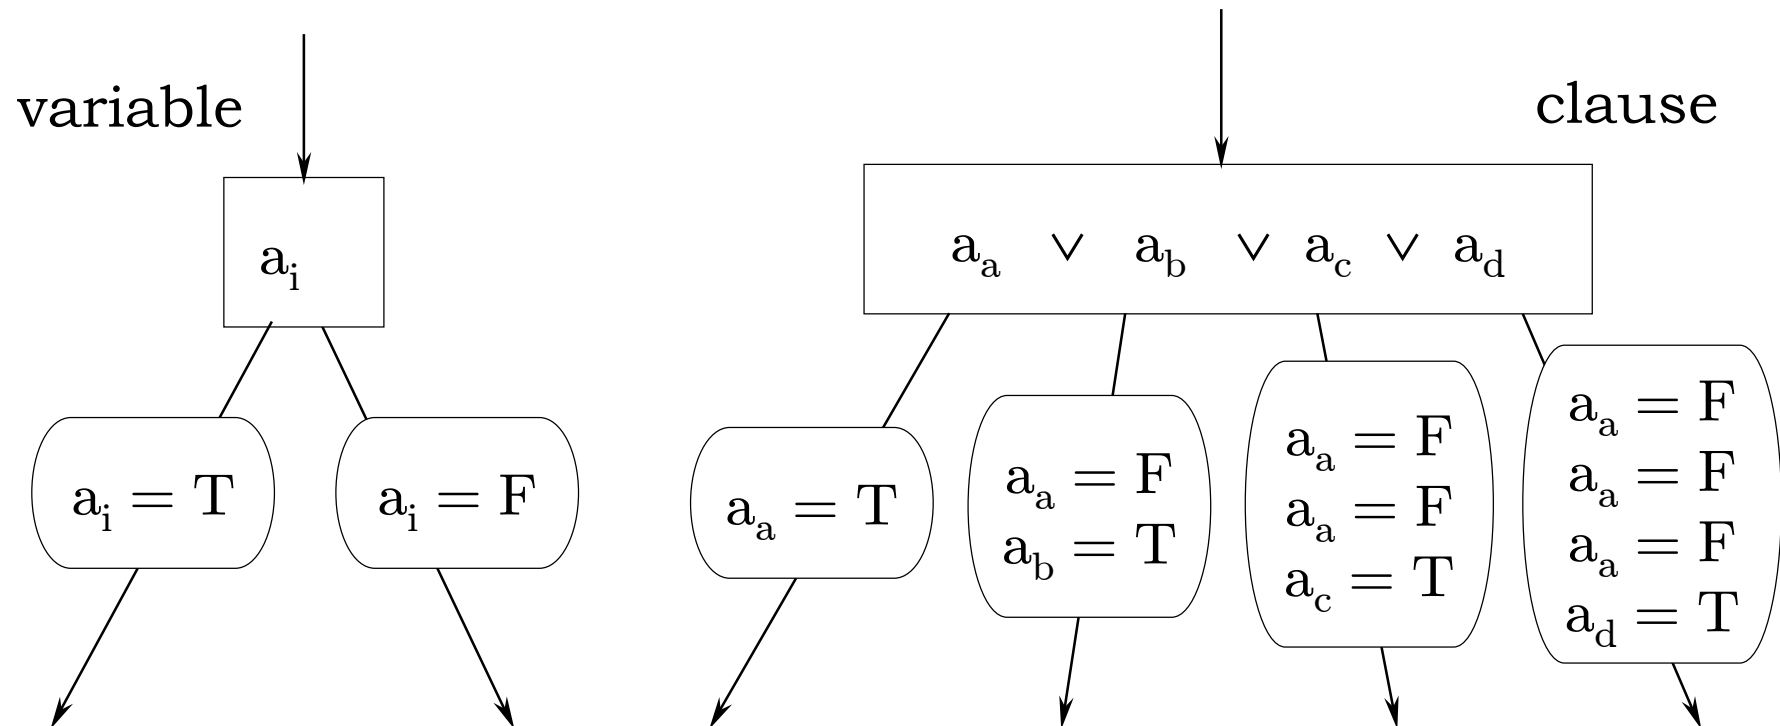 variable
clause
a_i
a_a ∨ a_b ∨ a_c ∨ a_d
a_i = T
a_i = F
a_a = T
a_a = F
a_b = T
a_a = F
a_a = F
a_c = T
a_a = F
a_a = F
a_a = F
a_d = T